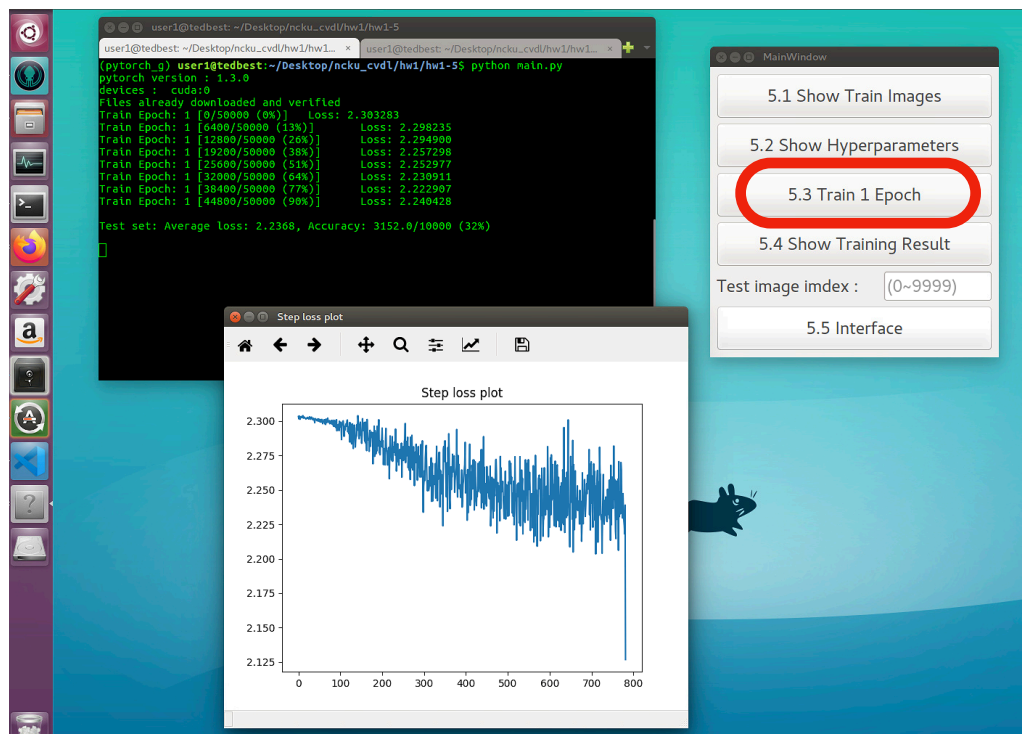 user1@tedbest: ~/Desktop/ncku_cvdl/hw1/hw1-5
user1@tedbest: ~/Desktop/ncku_cvdl/hw1/hw1... ×
user1@tedbest: ~/Desktop/ncku_cvdl/hw1/hw1... ×
(pytorch_g) user1@tedbest:~/Desktop/ncku_cvdl/hw1/hw1-5$ python main.py
pytorch version : 1.3.0
devices :  cuda:0
Files already downloaded and verified
Train Epoch: 1 [0/50000 (0%)]   Loss: 2.303283
Train Epoch: 1 [6400/50000 (13%)]       Loss: 2.298235
Train Epoch: 1 [12800/50000 (26%)]      Loss: 2.294900
Train Epoch: 1 [19200/50000 (38%)]      Loss: 2.257298
Train Epoch: 1 [25600/50000 (51%)]      Loss: 2.252977
Train Epoch: 1 [32000/50000 (64%)]      Loss: 2.230911
Train Epoch: 1 [38400/50000 (77%)]      Loss: 2.222907
Train Epoch: 1 [44800/50000 (90%)]      Loss: 2.240428
Test set: Average loss: 2.2368, Accuracy: 3152.0/10000 (32%)
MainWindow
5.1 Show Train Images
5.2 Show Hyperparameters
5.3 Train 1 Epoch
5.4 Show Training Result
Test image imdex :
(0~9999)
5.5 Interface
Step loss plot
Step loss plot
2.300
2.275
2.250
2.225
2.200
2.175
2.150
2.125
0 100 200 300 400 500 600 700 800